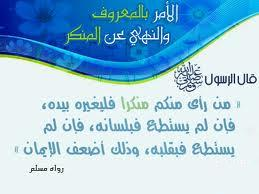 الأمر بالمعروف
والنهي عن المنكر
قال الرسول ﷺ
« من رأى منكم منكرا فليغيره بيده،
فإن لم يستطع فبلسانه، فإن لم
يستطع فبقلبه، وذلك أضعف الإيمان »
رواه مسلم